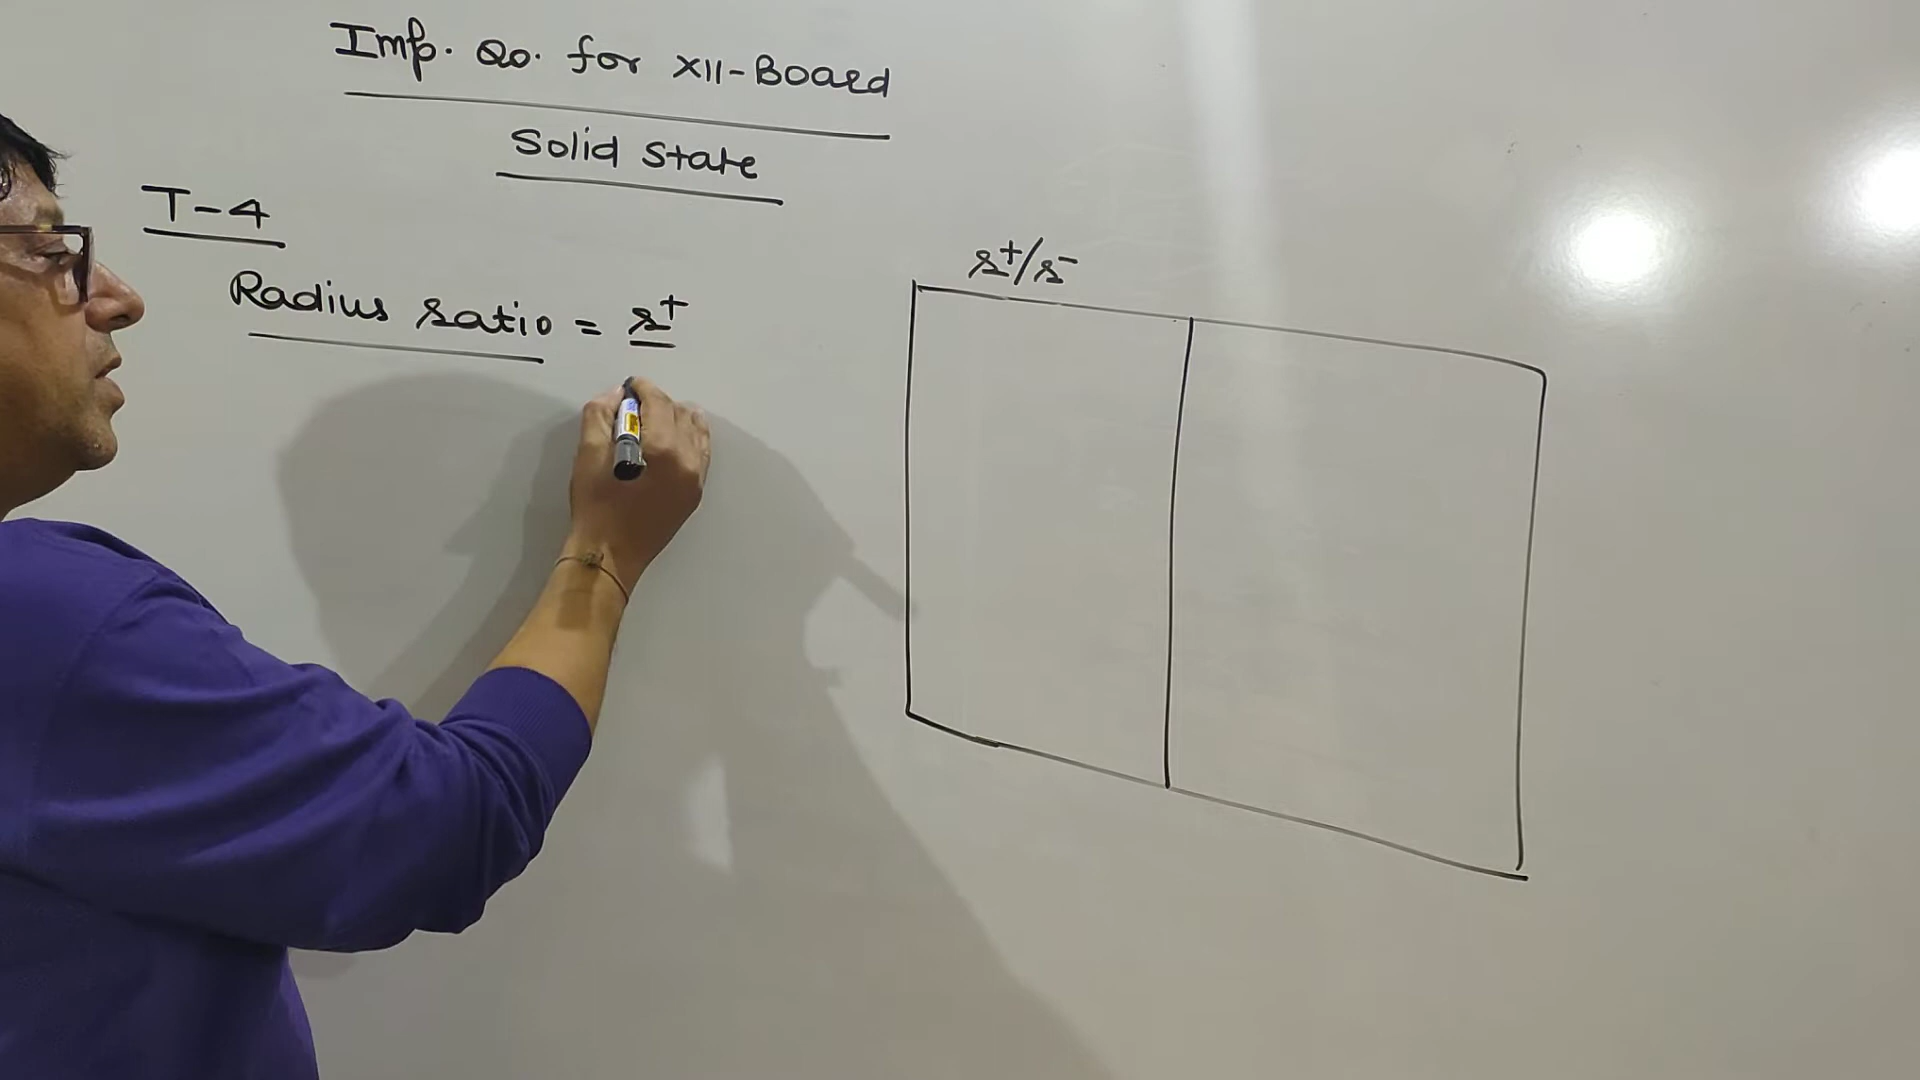 Imp. Qo. for XII-Board
Solid State
T-4
Radius ratio = r⁺
r⁺/r⁻